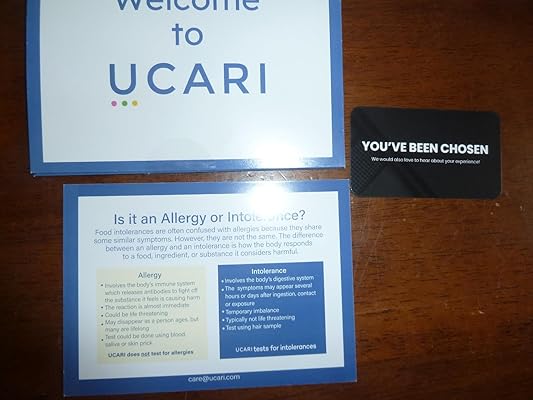 Welcome
to
UCARI
YOU'VE BEEN CHOSEN
We would also love to hear about your experience!
Is it an Allergy or Intolerance?
Food intolerances are often confused with allergies because they share
some similar symptoms. However, they are not the same. The difference
between an allergy and an intolerance is how the body responds
to a food, ingredient, or substance it considers harmful.
Allergy
• Involves the body's immune system
which releases antibodies to fight off
the substance it feels is causing harm
• The reaction is almost immediate
• Could be life threatening
• May disappear as a person ages, but
many are lifelong
• Test could be done using blood,
saliva or skin prick
UCARI does not test for allergies
Intolerance
• Involves the body's digestive system
• The symptoms may appear several
hours or days after ingestion, contact
or exposure
• Temporary imbalance
• Typically not life threatening
• Test using hair sample
UCARI tests for intolerances
care@ucari.com